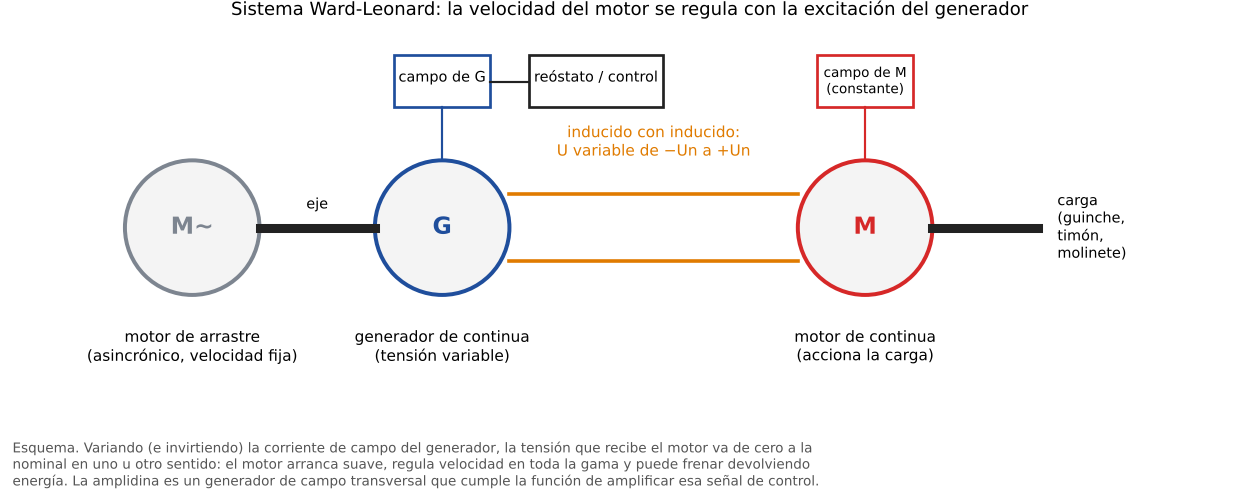 Sistema Ward-Leonard: la velocidad del motor se regula con la excitación del generador
campo de G
reóstato / control
campo de M
(constante)
inducido con inducido:
U variable de −Un a +Un
eje
M~
G
M
carga
(guinche,
timón,
molinete)
motor de arrastre
(asincrónico, velocidad fija)
generador de continua
(tensión variable)
motor de continua
(acciona la carga)
Esquema. Variando (e invirtiendo) la corriente de campo del generador, la tensión que recibe el motor va de cero a la
nominal en uno u otro sentido: el motor arranca suave, regula velocidad en toda la gama y puede frenar devolviendo
energía. La amplidina es un generador de campo transversal que cumple la función de amplificar esa señal de control.